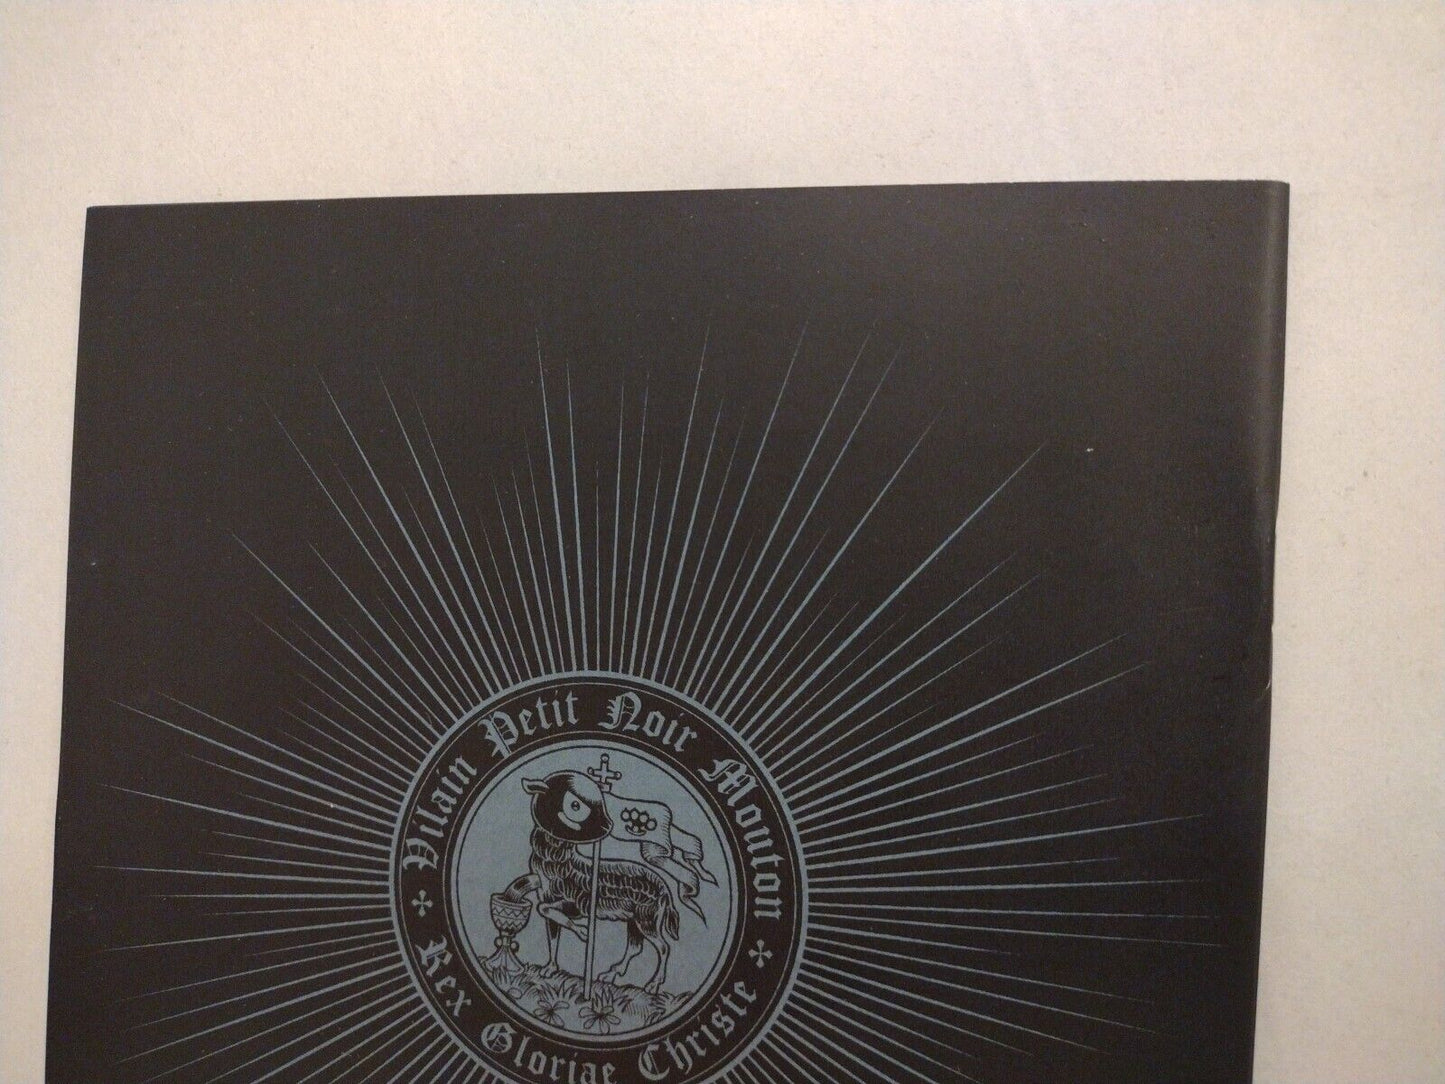 Vilain Petit Noir Mouton
Rex Gloriae Christe